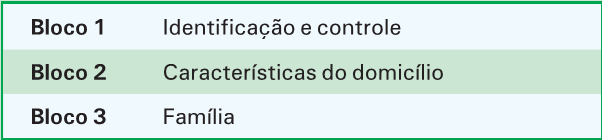 Bloco 1 Identificação e controle
Bloco 2 Características do domicílio
Bloco 3 Família